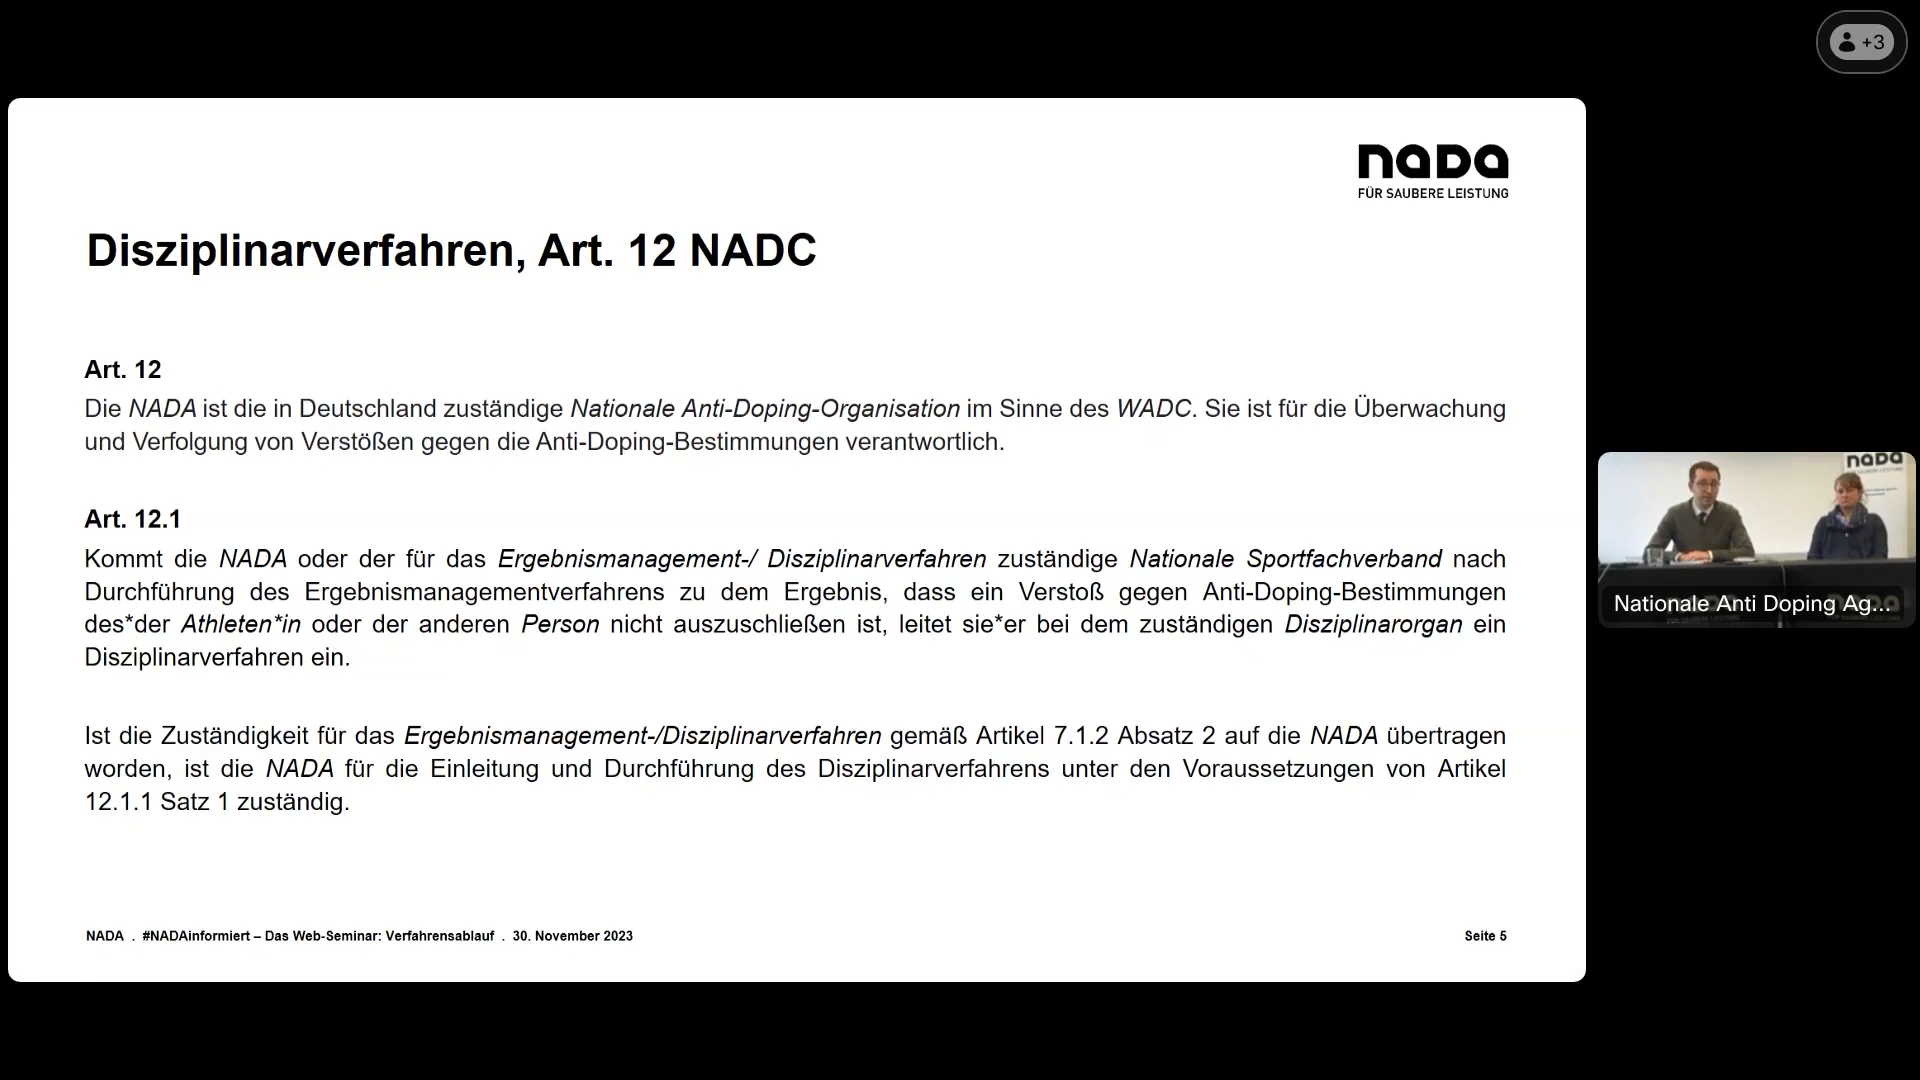 +3
nada
FÜR SAUBERE LEISTUNG
Disziplinarverfahren, Art. 12 NADC
Art. 12
Die NADA ist die in Deutschland zuständige Nationale Anti-Doping-Organisation im Sinne des WADC. Sie ist für die Überwachung
und Verfolgung von Verstößen gegen die Anti-Doping-Bestimmungen verantwortlich.
Art. 12.1
Kommt die NADA oder der für das Ergebnismanagement-/ Disziplinarverfahren zuständige Nationale Sportfachverband nach
Durchführung des Ergebnismanagementverfahrens zu dem Ergebnis, dass ein Verstoß gegen Anti-Doping-Bestimmungen
des*der Athleten*in oder der anderen Person nicht auszuschließen ist, leitet sie*er bei dem zuständigen Disziplinarorgan ein
Disziplinarverfahren ein.
Ist die Zuständigkeit für das Ergebnismanagement-/Disziplinarverfahren gemäß Artikel 7.1.2 Absatz 2 auf die NADA übertragen
worden, ist die NADA für die Einleitung und Durchführung des Disziplinarverfahrens unter den Voraussetzungen von Artikel
12.1.1 Satz 1 zuständig.
NADA . #NADAinformiert – Das Web-Seminar: Verfahrensablauf . 30. November 2023
Seite 5
nada
Nationale Anti Doping Ag...